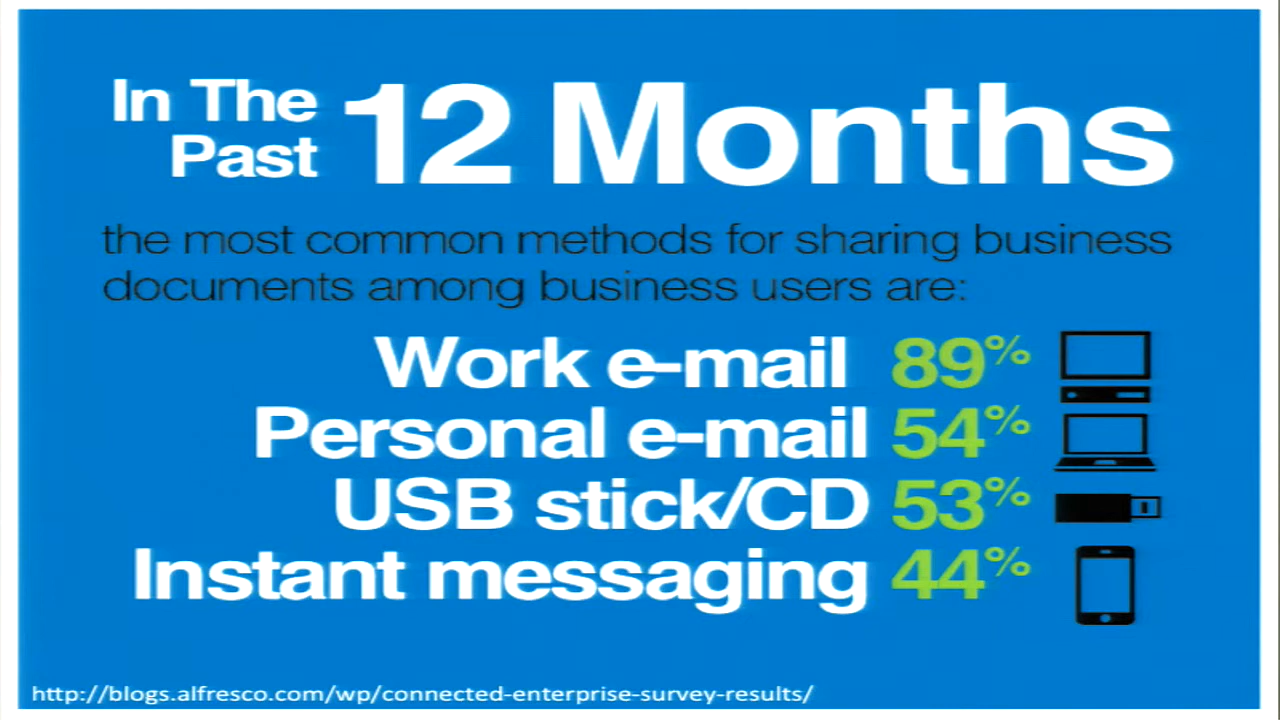 In The
Past 12 Months
the most common methods for sharing business
documents among business users are:
Work e-mail 89%
Personal e-mail 54%
USB stick/CD 53%
Instant messaging 44%
http://blogs.alfresco.com/wp/connected-enterprise-survey-results/